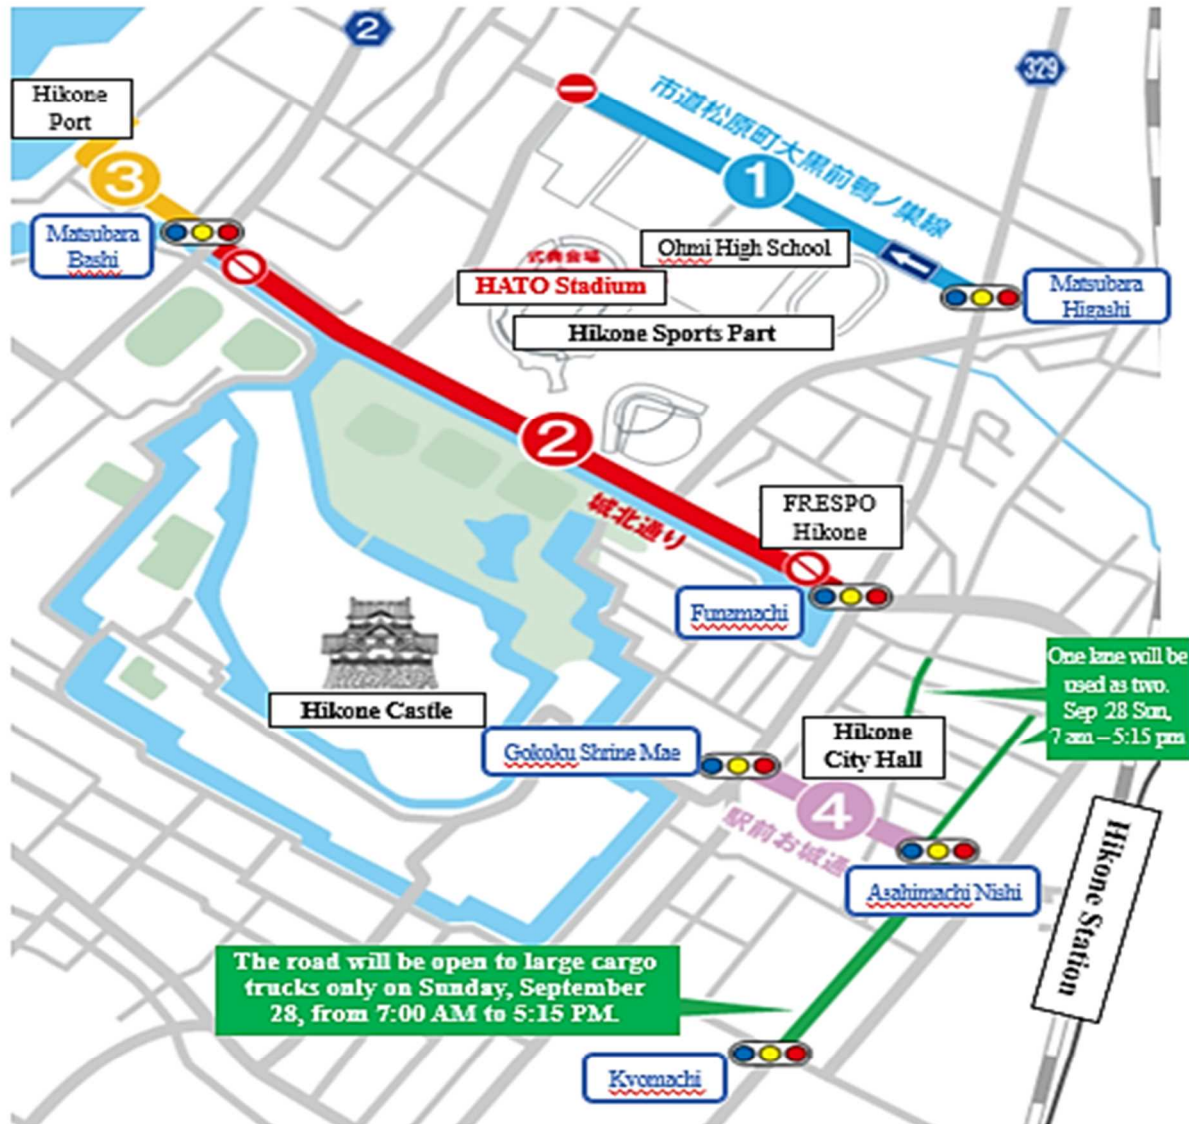 2
329
Hikone
Port
3
市道松原町大黒前鴨ノ巣線
1
Matsubara
Bashi
Ohmi High School
式典会場
HATO Stadium
Matsubara
Higashi
Hikone Sports Part
2
城北通り
FRESPO
Hikone
Funamachi
One lane will be
used as two.
Sep 28 Sun,
7 am – 5:15 pm
Hikone Castle
Gokoku Shrine Mae
Hikone
City Hall
4
駅前お城通
Asahimachi Nishi
Hikone Station
The road will be open to large cargo
trucks only on Sunday, September
28, from 7:00 AM to 5:15 PM.
Kyomachi